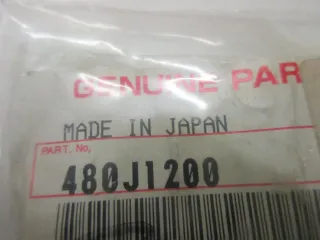 GENUINE PAR
MADE IN JAPAN
PART. No,
480J1200